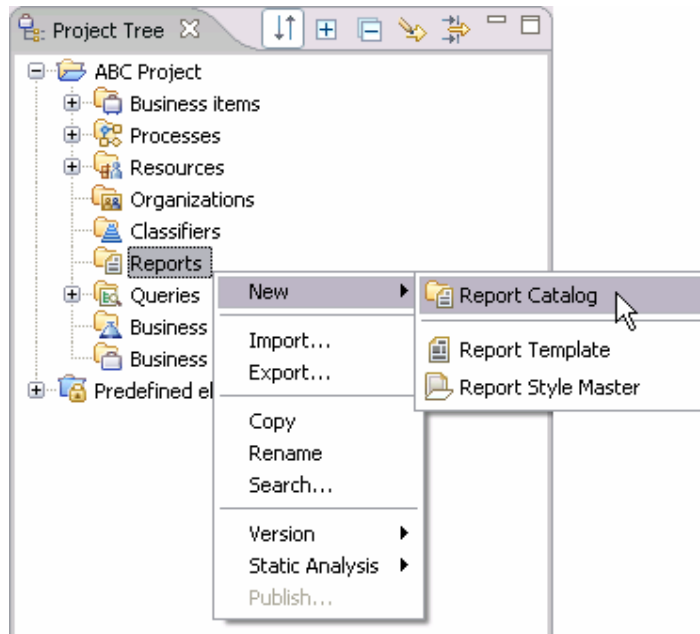 Project Tree
ABC Project
Business items
Processes
Resources
Organizations
Classifiers
Reports
Queries
Business
Business
Predefined el
New
Import...
Export...
Copy
Rename
Search...
Version
Static Analysis
Publish...
Report Catalog
Report Template
Report Style Master